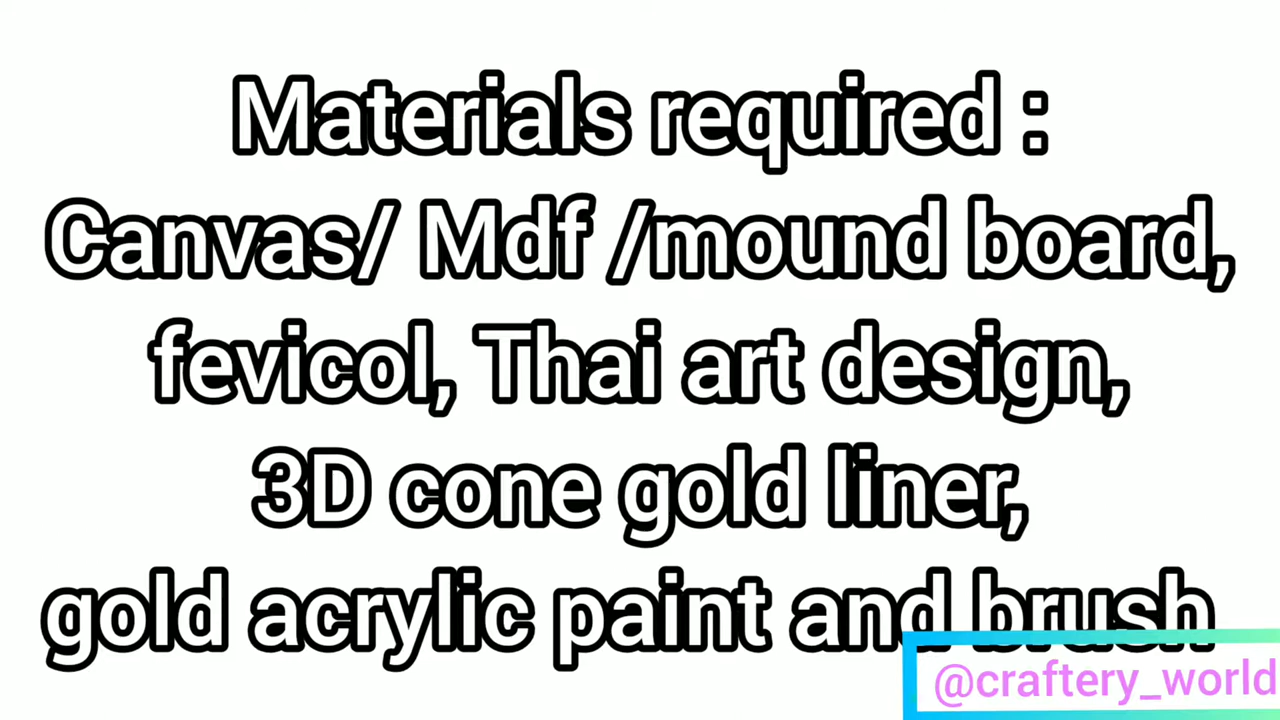 Materials required :
Canvas/ Mdf /mound board,
fevicol, Thai art design,
3D cone gold liner,
gold acrylic paint and brush
@craftery_world